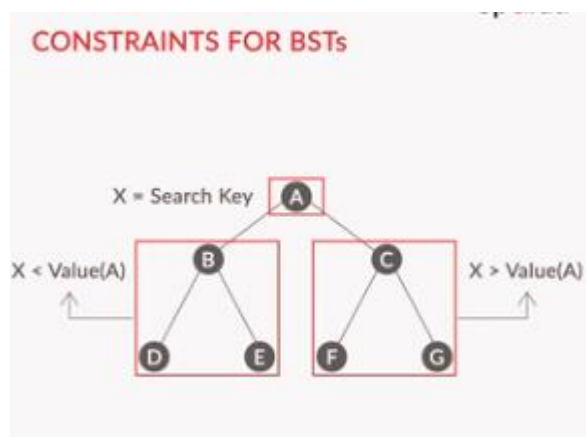 CONSTRAINTS FOR BSTs
X = Search Key
A
X < Value(A)
B
C
X > Value(A)
D
E
F
G